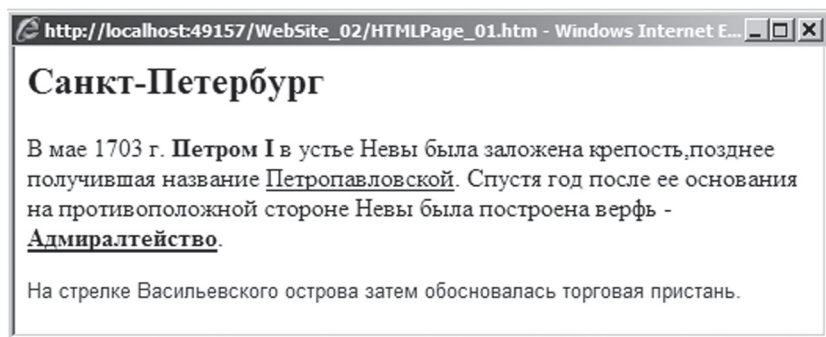 http://localhost:49157/WebSite_02/HTMLPage_01.htm - Windows Internet E...
Санкт-Петербург
В мае 1703 г. Петром I в устье Невы была заложена крепость,позднее
получившая название Петропавловской. Спустя год после ее основания
на противоположной стороне Невы была построена верфь -
Адмиралтейство.
На стрелке Васильевского острова затем обосновалась торговая пристань.